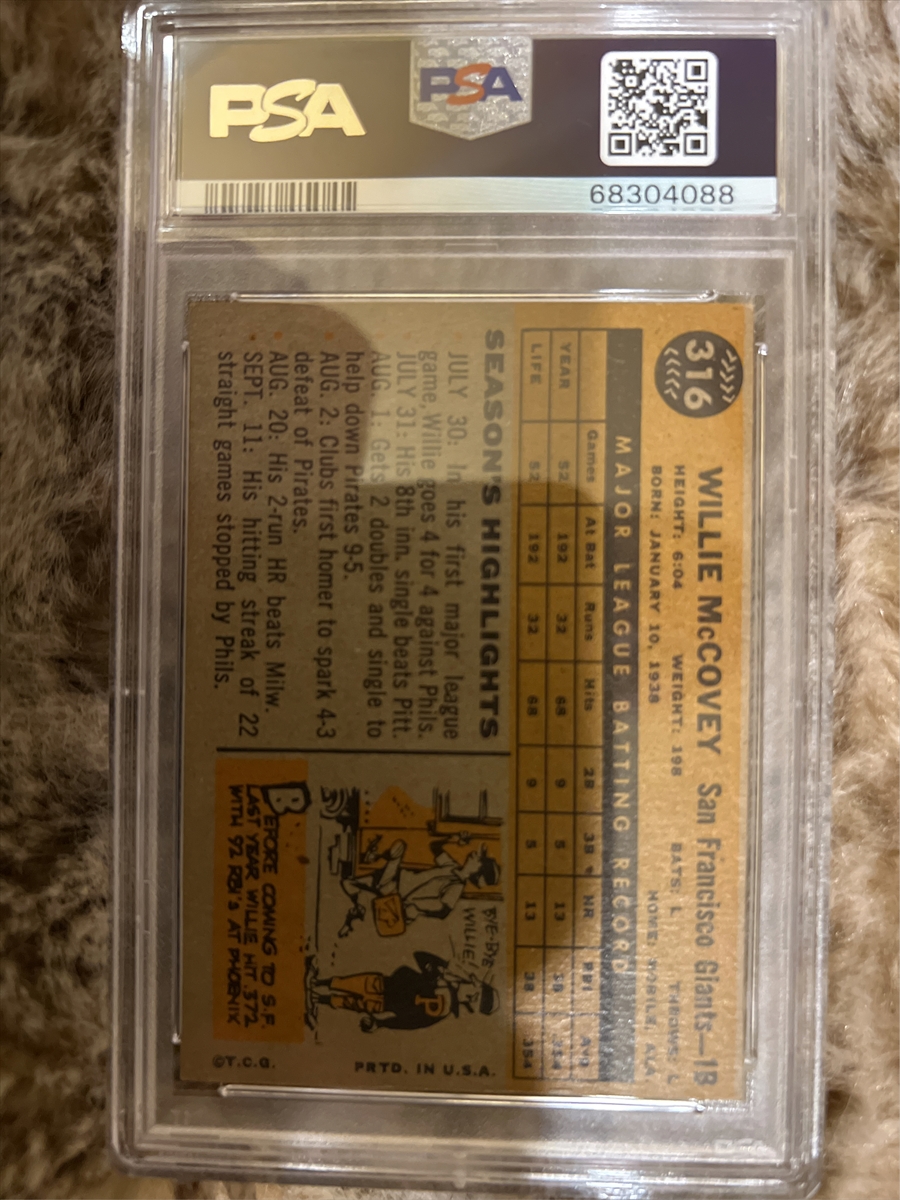 PSA
PSA
68304088
316
WILLIE McCOVEY San Francisco Giants—1B
HEIGHT: 6:04 WEIGHT: 198 BATS: L THROWS: L
BORN: JANUARY 10, 1938 HOME: MOBILE, ALA
MAJOR LEAGUE BATTING RECORD
Games At Bat Runs Hits 2B 3B HR RBI AVG
YEAR 52 192 32 68 9 5 13 38 354
LIFE 52 192 32 68 9 5 13 38 354
SEASON'S HIGHLIGHTS
JULY 30: In his first major league
game, Willie goes 4 for 4 against Phils.
JULY 31: His 8th inn. single beats Pitt.
AUG. 1: Gets 2 doubles and single to
help down Pirates 9-5.
• AUG. 2: Clubs first homer to spark 4-3
defeat of Pirates.
• AUG. 20: His 2-run HR beats Milw.
• SEPT. 11: His hitting streak of 22
straight games stopped by Phils.
BYE-BYE
WILLIE!
P
BEFORE COMING TO S.F.
LAST YEAR WILLIE HIT .372
WITH 92 RBI'S AT PHOENIX
©T.C.G. PRTD. IN U.S.A.